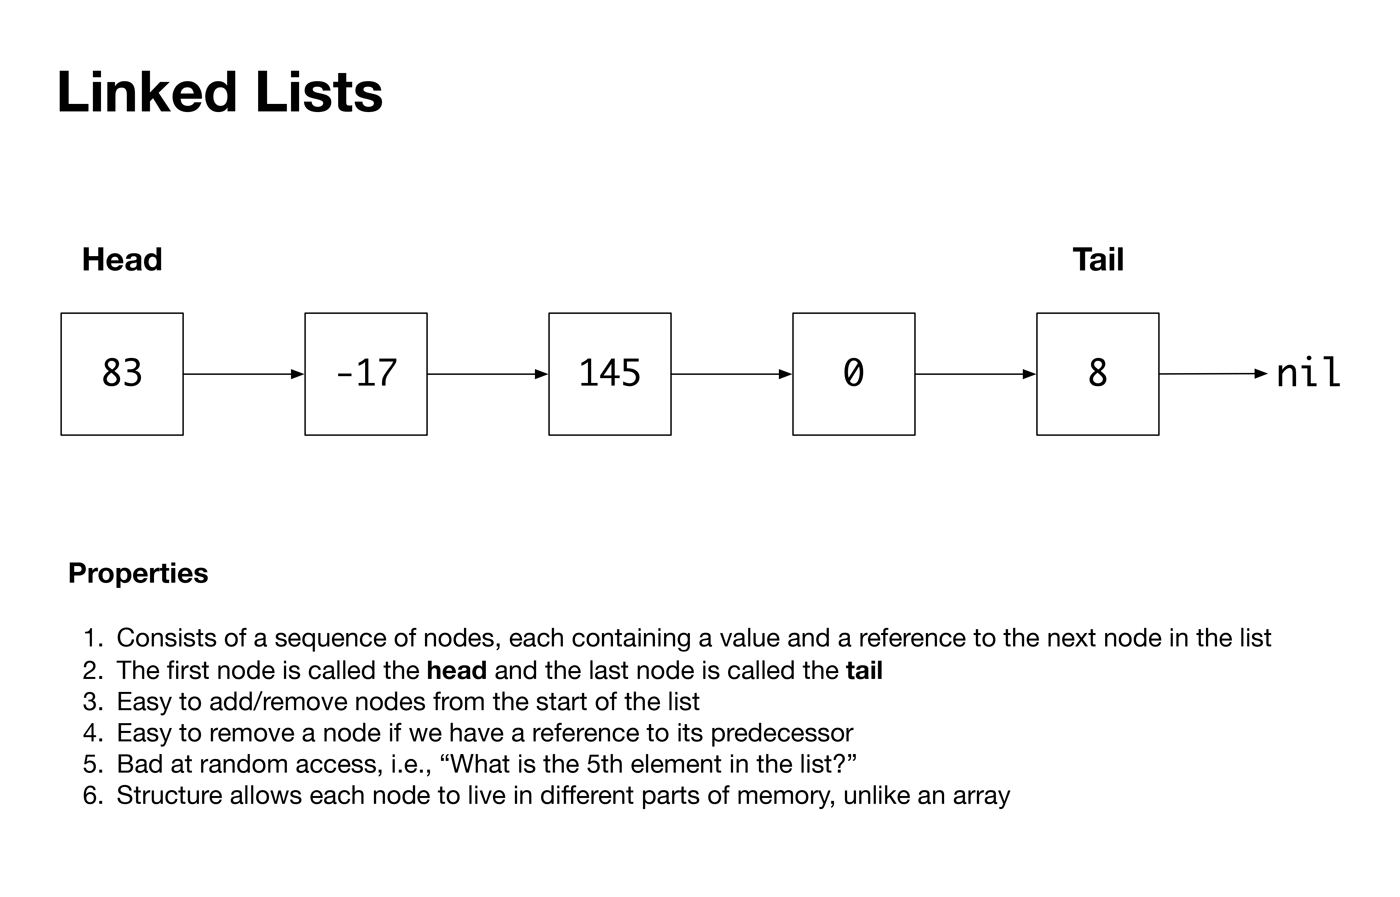 Linked Lists
Head Tail
83 -17 145 0 8 nil
Properties
1. Consists of a sequence of nodes, each containing a value and a reference to the next node in the list
2. The first node is called the head and the last node is called the tail
3. Easy to add/remove nodes from the start of the list
4. Easy to remove a node if we have a reference to its predecessor
5. Bad at random access, i.e., “What is the 5th element in the list?”
6. Structure allows each node to live in different parts of memory, unlike an array